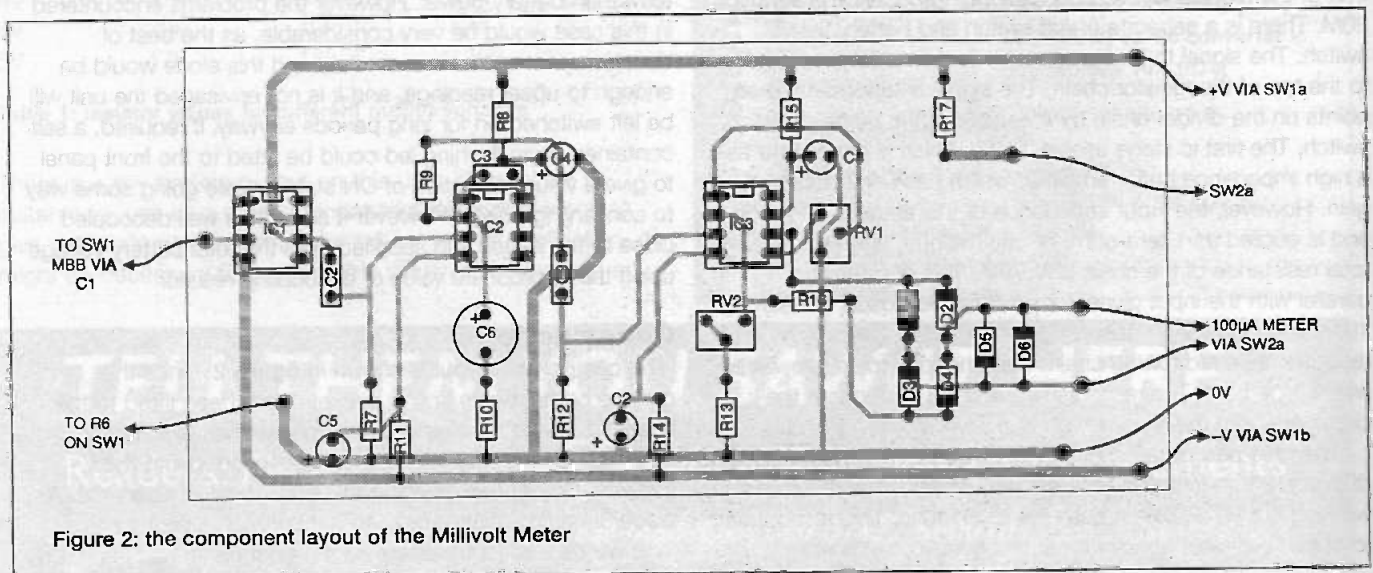 R8
R15
R17
+V VIA SW1a
C3
C4
+
R9
+
SW2a
IC1
C2
IC3
RV1
TO SW1
MBB VIA
C1
C2
+
C6
RV2
R16
D2
D5
D6
100µA METER
VIA SW2a
D3
D4
0V
TO R6
ON SW1
C5
R7
R11
R10
R12
C2
+
R14
R13
–V VIA SW1b
Figure 2: the component layout of the Millivolt Meter